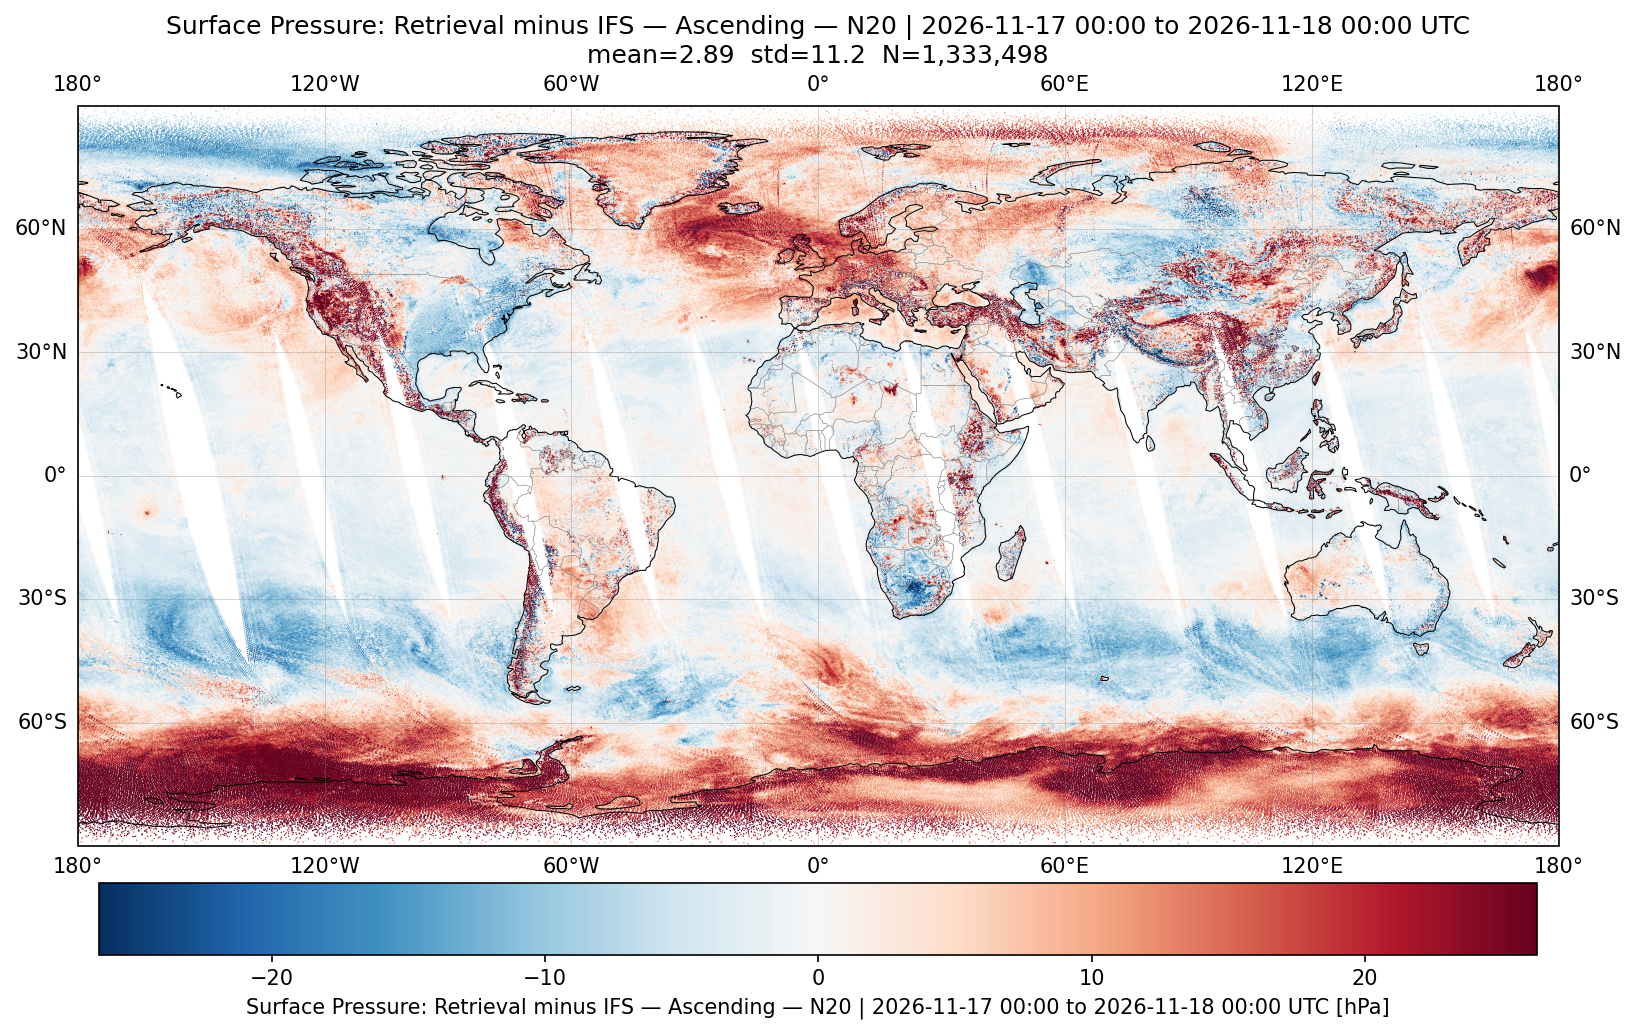 Surface Pressure: Retrieval minus IFS — Ascending — N20 | 2026-11-17 00:00 to 2026-11-18 00:00 UTC
mean=2.89  std=11.2  N=1,333,498
180° 120°W 60°W 0° 60°E 120°E 180°
60°N 60°N
30°N 30°N
0° 0°
30°S 30°S
60°S 60°S
180° 120°W 60°W 0° 60°E 120°E 180°
−20 −10 0 10 20
Surface Pressure: Retrieval minus IFS — Ascending — N20 | 2026-11-17 00:00 to 2026-11-18 00:00 UTC [hPa]